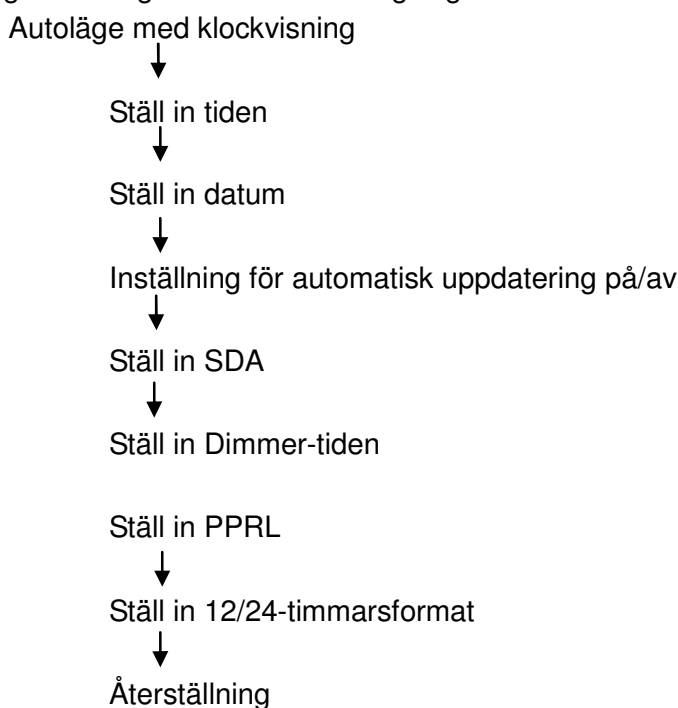 Autoläge med klockvisning
Ställ in tiden
Ställ in datum
Inställning för automatisk uppdatering på/av
Ställ in SDA
Ställ in Dimmer-tiden
Ställ in PPRL
Ställ in 12/24-timmarsformat
Återställning